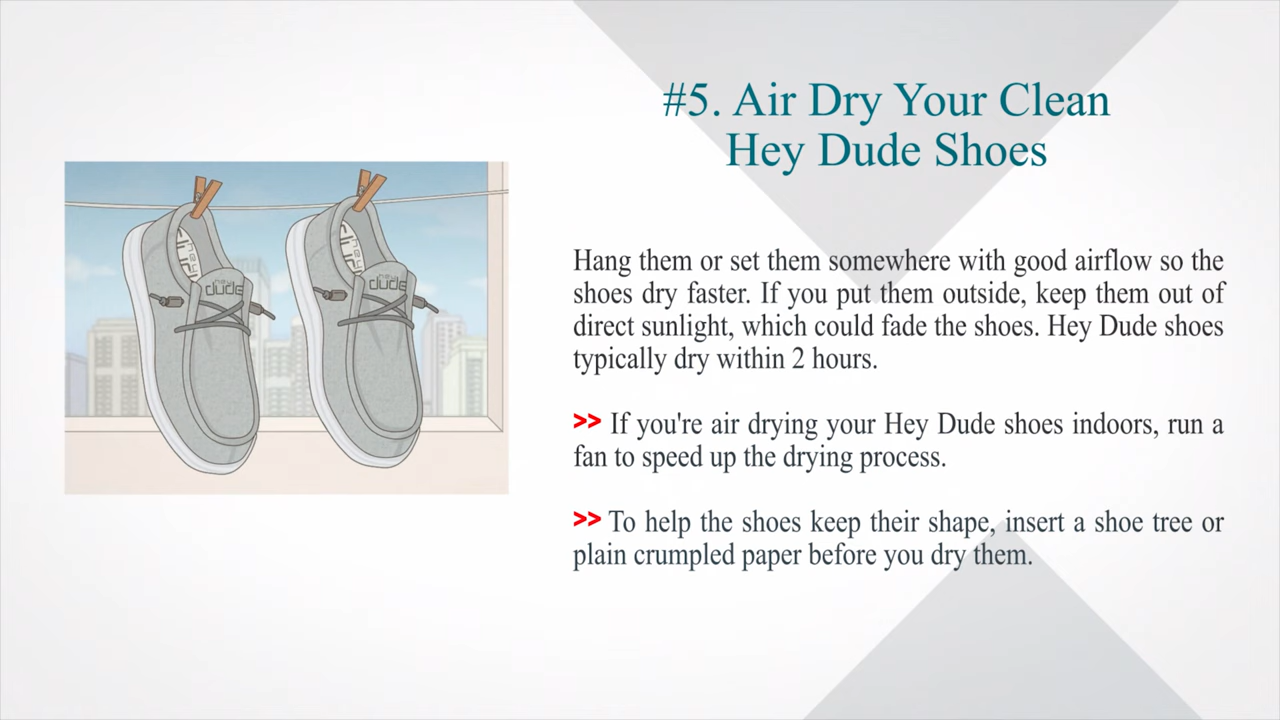 #5. Air Dry Your Clean
Hey Dude Shoes
hey
dude
hey
dude
Hang them or set them somewhere with good airflow so the
shoes dry faster. If you put them outside, keep them out of
direct sunlight, which could fade the shoes. Hey Dude shoes
typically dry within 2 hours.
>> If you're air drying your Hey Dude shoes indoors, run a
fan to speed up the drying process.
>> To help the shoes keep their shape, insert a shoe tree or
plain crumpled paper before you dry them.